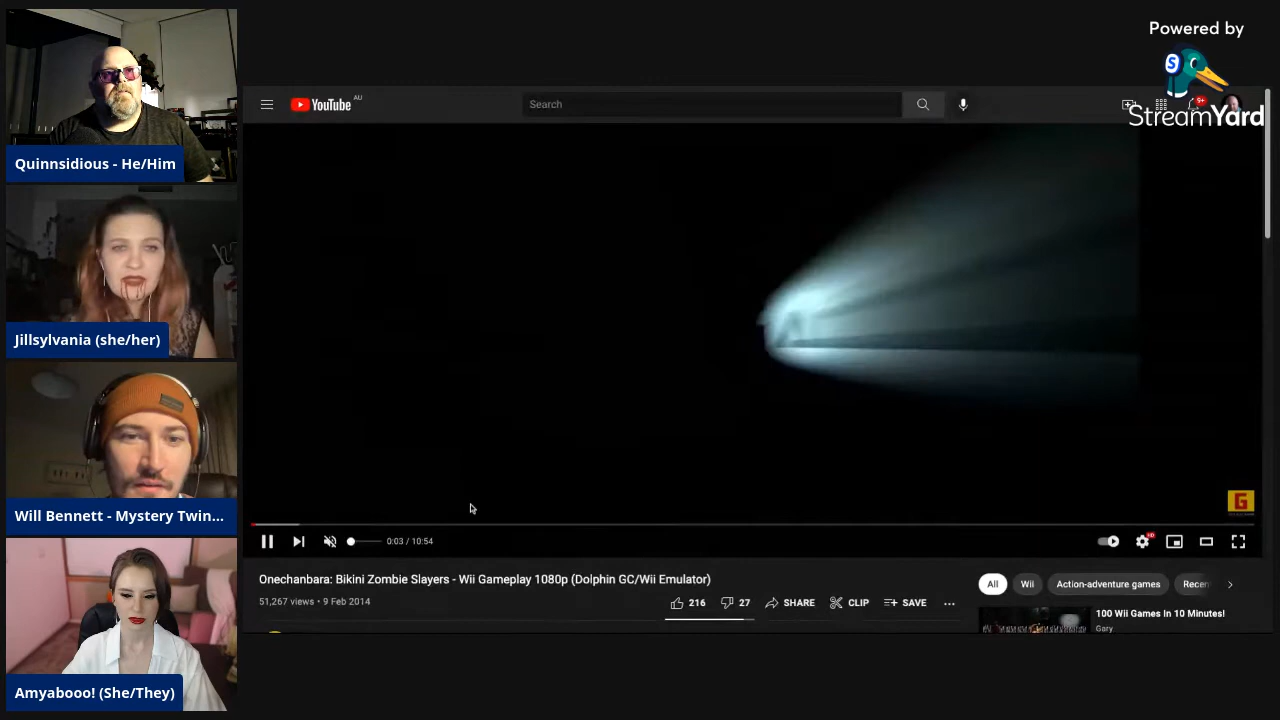 Powered by
StreamYard
YouTube AU
Search
9+
Quinnsidious - He/Him
Jillsylvania (she/her)
Will Bennett - Mystery Twin...
Amyabooo! (She/They)
G
0:03 / 10:54
HD
Onechanbara: Bikini Zombie Slayers - Wii Gameplay 1080p (Dolphin GC/Wii Emulator)
51,267 views • 9 Feb 2014
216
27
SHARE
CLIP
SAVE
All
Wii
Action-adventure games
Recen
100 Wii Games In 10 Minutes!
Gary